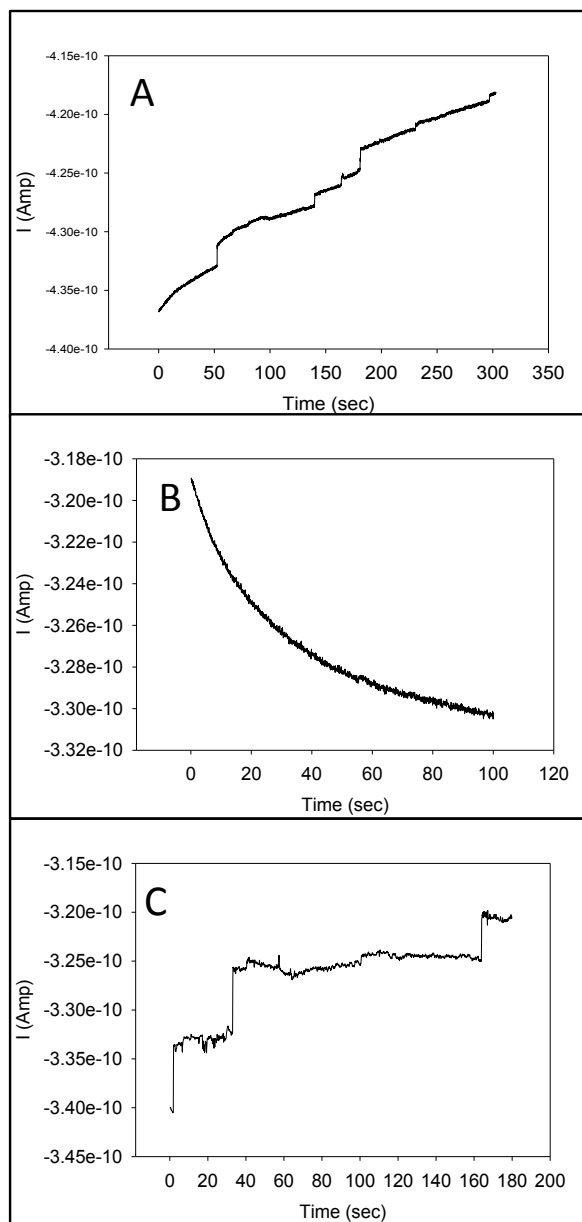 A
-4.15e-10
-4.20e-10
-4.25e-10
-4.30e-10
-4.35e-10
-4.40e-10
I (Amp)
0 50 100 150 200 250 300 350
Time (sec)
B
-3.18e-10
-3.20e-10
-3.22e-10
-3.24e-10
-3.26e-10
-3.28e-10
-3.30e-10
-3.32e-10
I (Amp)
0 20 40 60 80 100 120
Time (sec)
C
-3.15e-10
-3.20e-10
-3.25e-10
-3.30e-10
-3.35e-10
-3.40e-10
-3.45e-10
I (Amp)
0 20 40 60 80 100 120 140 160 180 200
Time (sec)